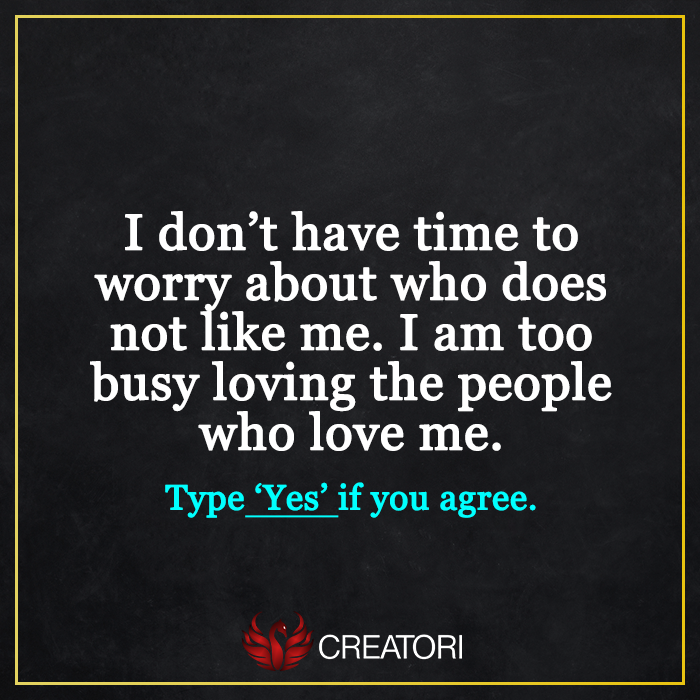 I don’t have time to
worry about who does
not like me. I am too
busy loving the people
who love me.
Type ‘Yes’ if you agree.
CREATORI